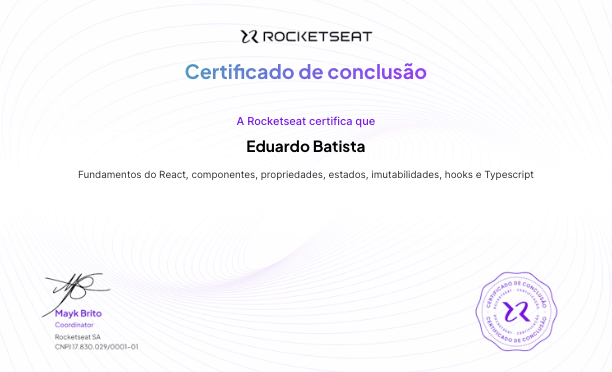 ROCKETSEAT
Certificado de conclusão
A Rocketseat certifica que
Eduardo Batista
Fundamentos do React, componentes, propriedades, estados, imutabilidades, hooks e Typescript
Mayk Brito
Coordinator
Rocketseat SA
CNPJ 17.830.029/0001-01
CERTIFICADO DE CONCLUSÃO
ROCKETSEAT
CERTIFICADO DE CONCLUSÃO